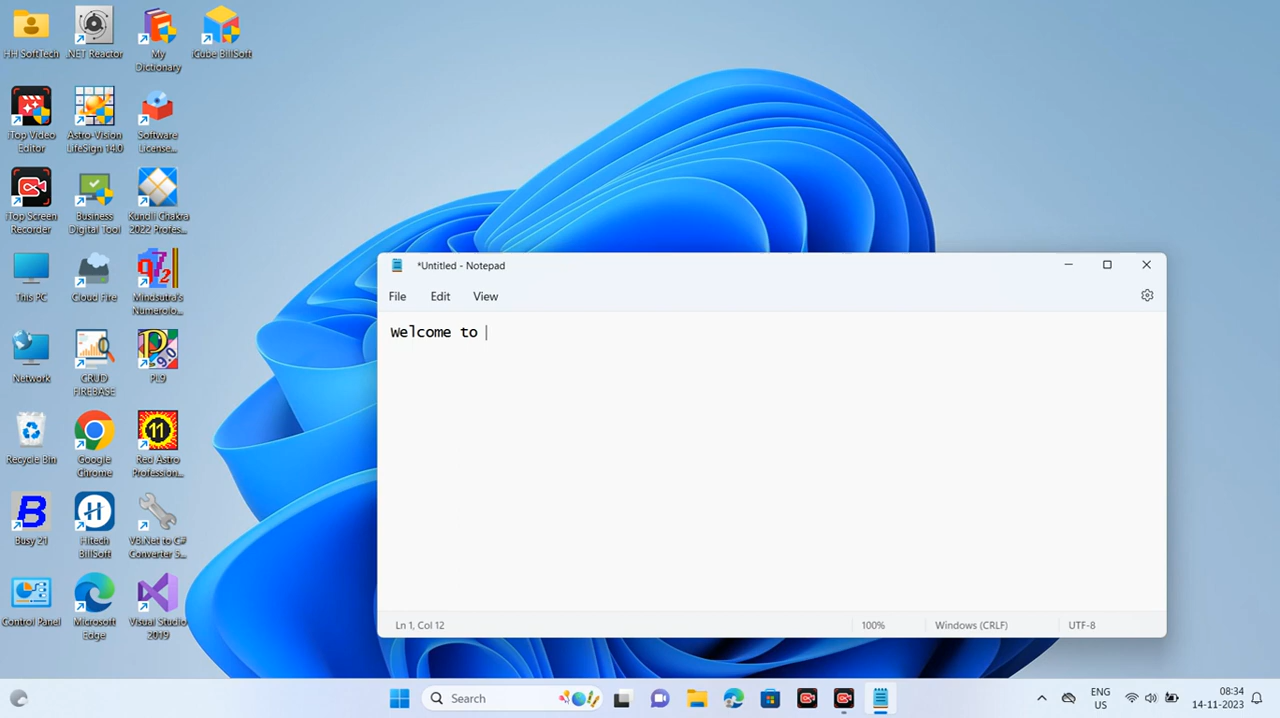 HH SoftTech
.NET Reactor
My
Dictionary
iCube BillSoft
iTop Video
Editor
Astro-Vision
LifeSign 14.0
Software
License...
iTop Screen
Recorder
Business
Digital Tool
Kundli Chakra
2022 Profes...
This PC
Cloud Fire
Mindsutra's
Numerolo...
Network
CRUD
FIREBASE
PL9
Recycle Bin
Google
Chrome
Red Astro
Profession...
Busy 21
Hitech
BillSoft
VB.Net to C#
Converter S...
Control Panel
Microsoft
Edge
Visual Studio
2019
*Untitled - Notepad
File Edit View
Welcome to
Ln 1, Col 12 100% Windows (CRLF) UTF-8
Search
ENG
US
08:34
14-11-2023